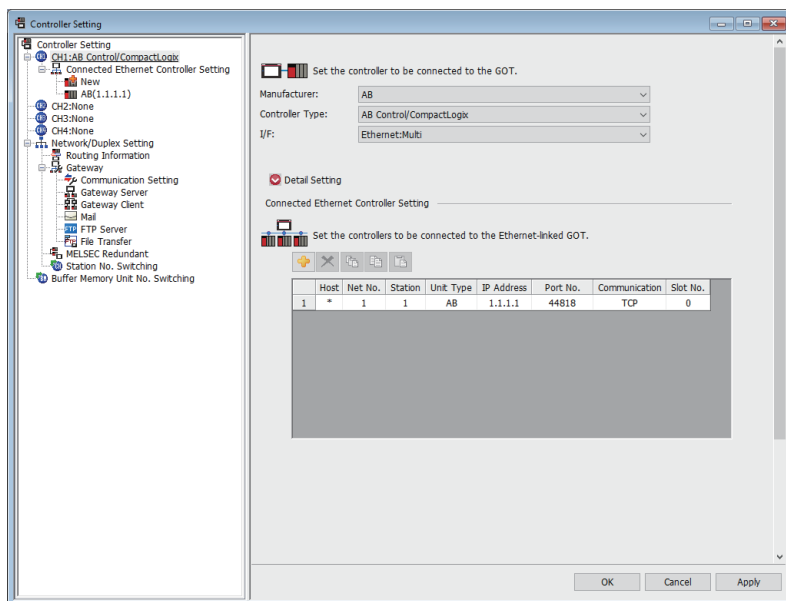 Controller Setting
Controller Setting
CH1:AB Control/CompactLogix
Connected Ethernet Controller Setting
New
AB(1.1.1.1)
CH2:None
CH3:None
CH4:None
Network/Duplex Setting
Routing Information
Gateway
Communication Setting
Gateway Server
Gateway Client
Mail
FTP Server
File Transfer
MELSEC Redundant
Station No. Switching
Buffer Memory Unit No. Switching
Set the controller to be connected to the GOT.
Manufacturer: AB
Controller Type: AB Control/CompactLogix
I/F: Ethernet:Multi
Detail Setting
Connected Ethernet Controller Setting
Set the controllers to be connected to the Ethernet-linked GOT.
Host Net No. Station Unit Type IP Address Port No. Communication Slot No.
1 * 1 1 AB 1.1.1.1 44818 TCP 0
OK Cancel Apply